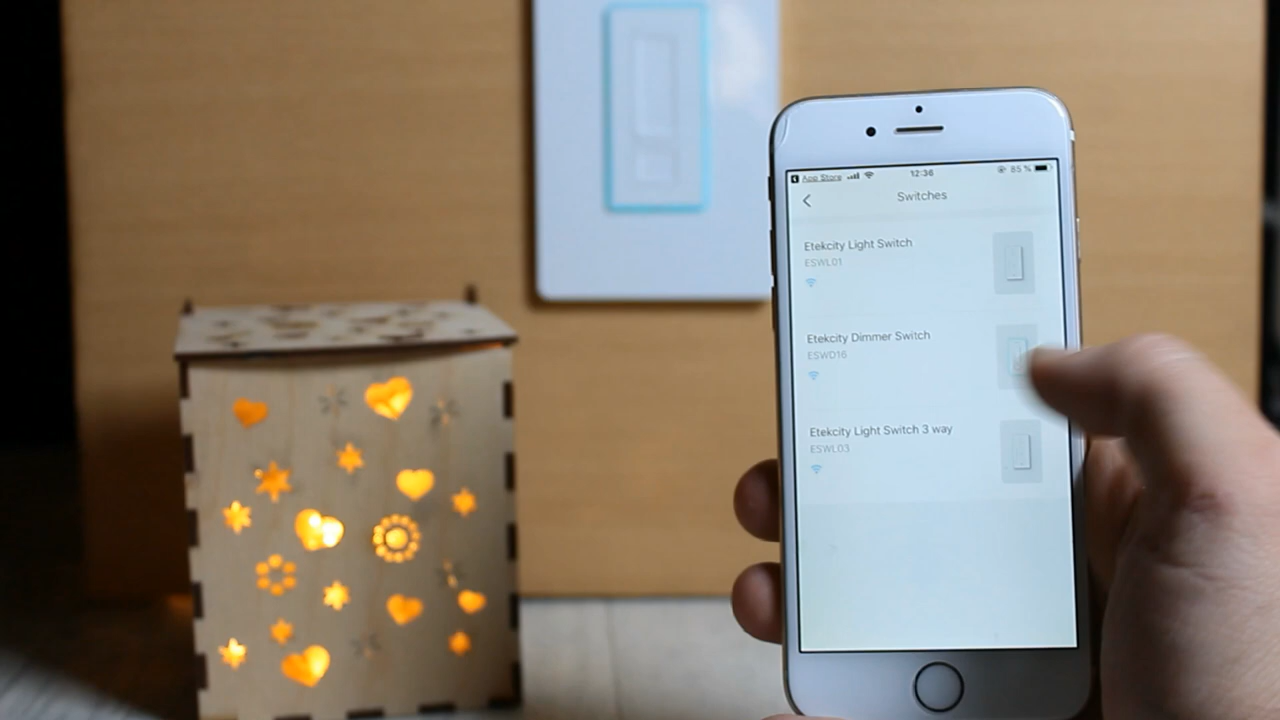 App Store 12:36 85 %
Switches
Etekcity Light Switch
ESWL01
Etekcity Dimmer Switch
ESWD16
Etekcity Light Switch 3 way
ESWL03